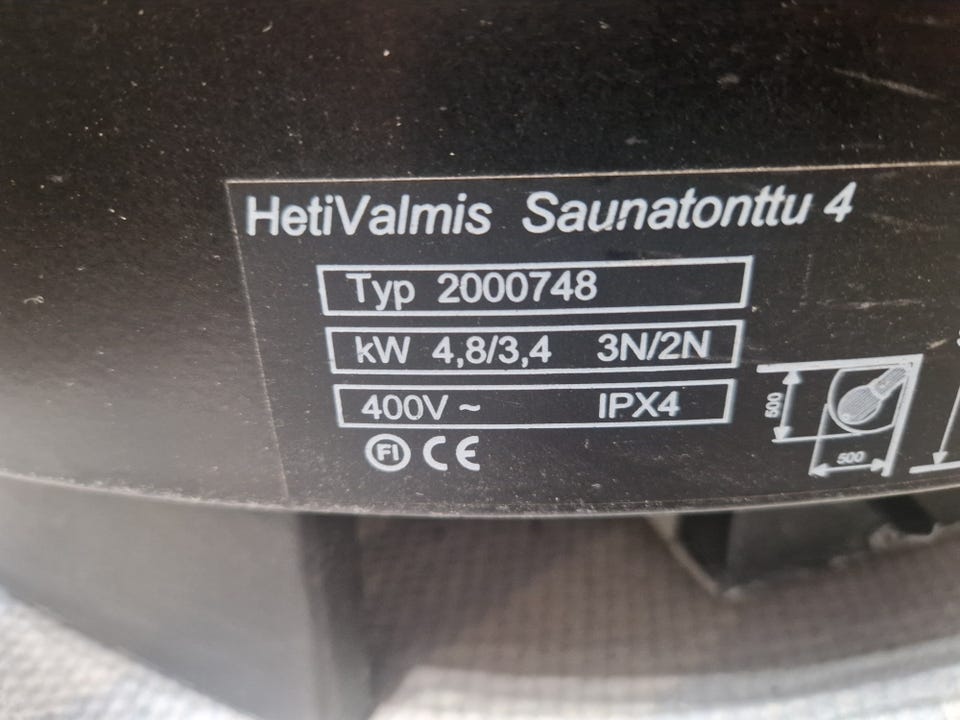 HetiValmis Saunatonttu 4
Typ 2000748
kW 4,8/3,4 3N/2N
400V ~ IPX4
FI CE
500
500